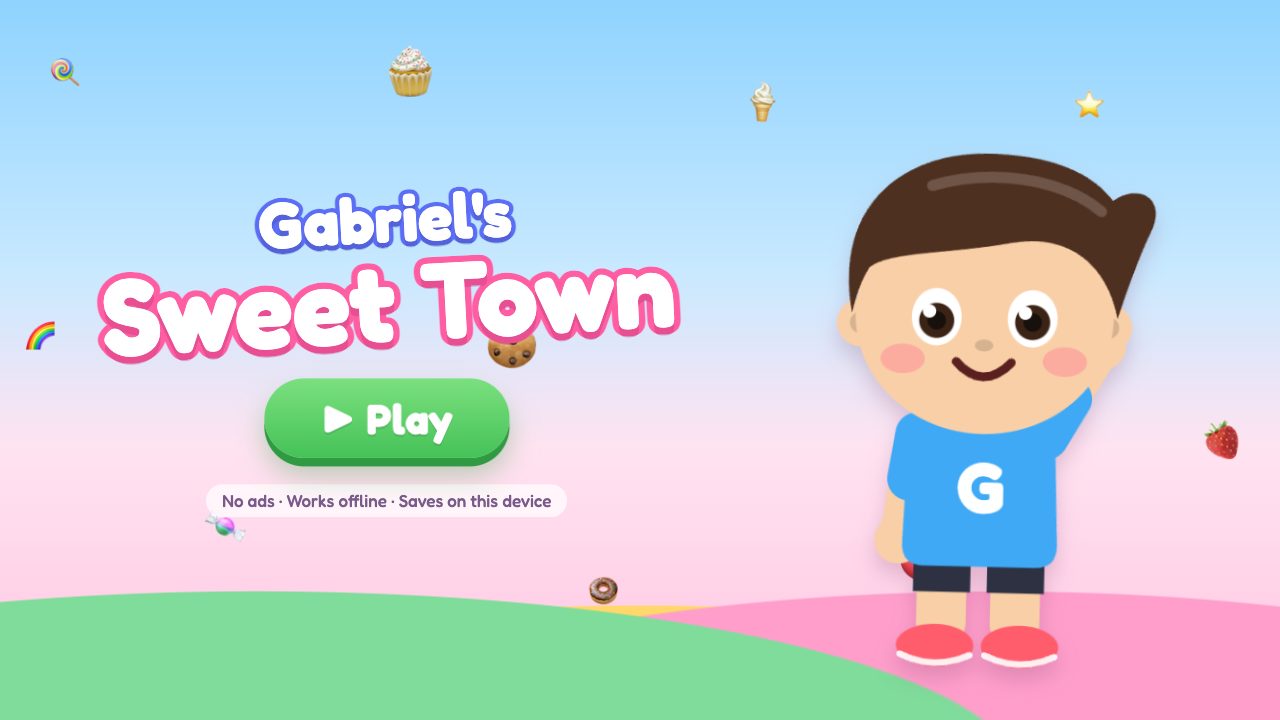 Gabriel's
Sweet Town
▶ Play
No ads · Works offline · Saves on this device
G